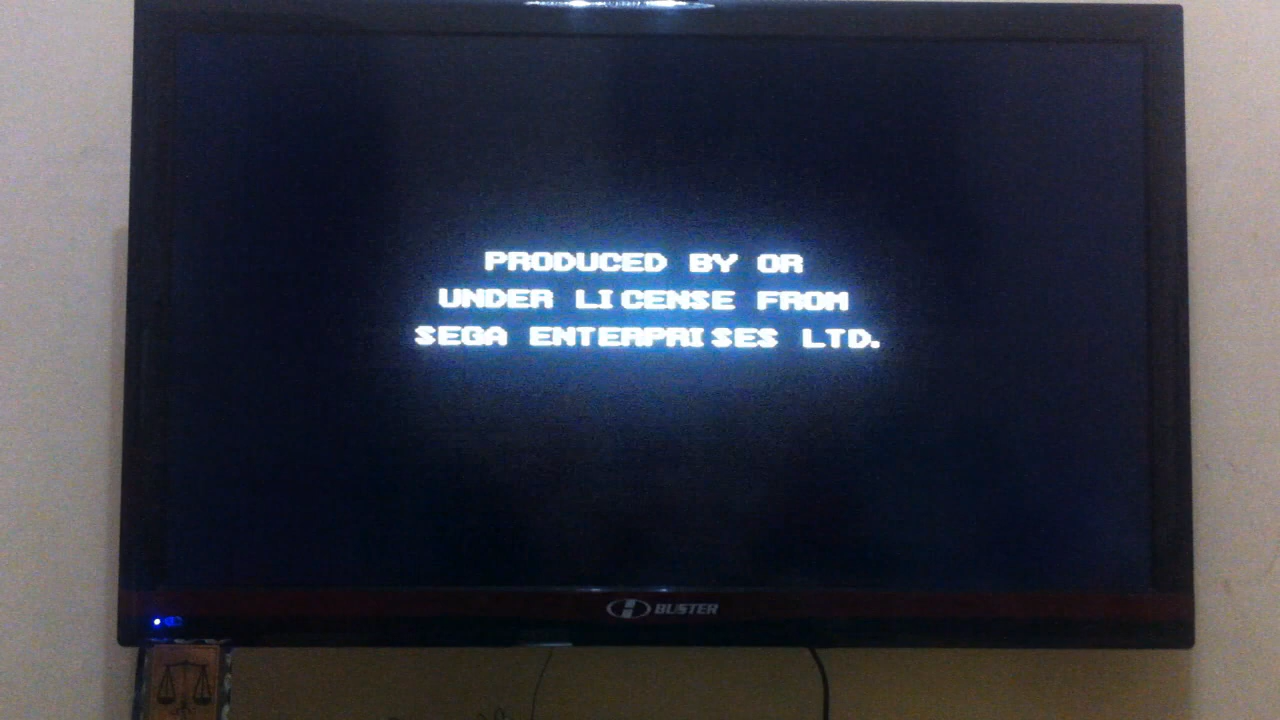 PRODUCED BY OR
UNDER LICENSE FROM
SEGA ENTERPRISES LTD.
BUSTER